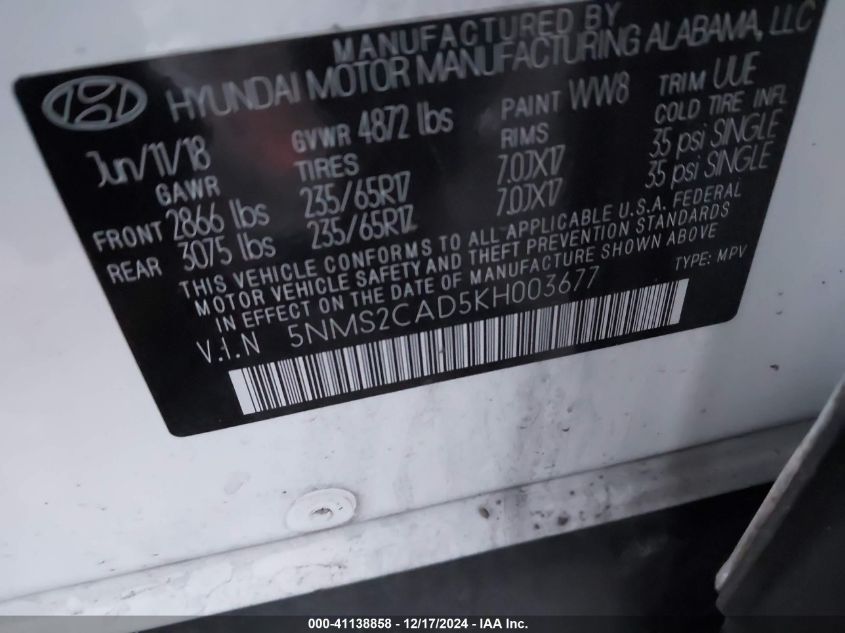 MANUFACTURED BY
HYUNDAI MOTOR MANUFACTURING ALABAMA, LLC
Jun/11/18 GVWR 4872 lbs PAINT WW8 TRIM UUE
GAWR TIRES RIMS COLD TIRE INFL
FRONT 2866 lbs 235/65R17 7.0JX17 35 psi SINGLE
REAR 3075 lbs 235/65R17 7.0JX17 35 psi SINGLE
THIS VEHICLE CONFORMS TO ALL APPLICABLE U.S.A. FEDERAL
MOTOR VEHICLE SAFETY AND THEFT PREVENTION STANDARDS
IN EFFECT ON THE DATE OF MANUFACTURE SHOWN ABOVE
V.I.N 5NMS2CAD5KH003677 TYPE: MPV
000-41138858 - 12/17/2024 - IAA Inc.